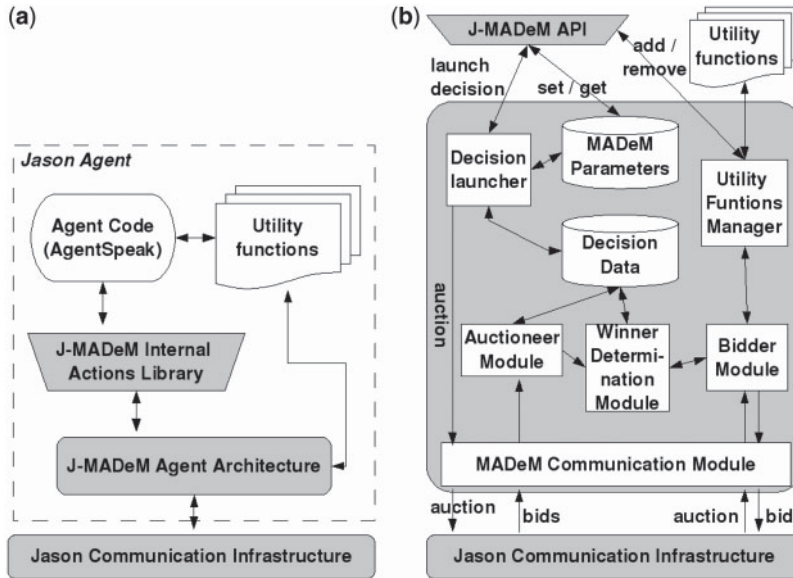 (a)
Jason Agent
Agent Code
(AgentSpeak)
Utility
functions
J-MADeM Internal
Actions Library
J-MADeM Agent Architecture
Jason Communication Infrastructure
(b)
J-MADeM API
launch
decision
set / get
add /
remove
Utility
functions
Decision
launcher
MADeM
Parameters
Utility
Funtions
Manager
Decision
Data
auction
Auctioneer
Module
Winner
Determi-
nation
Module
Bidder
Module
MADeM Communication Module
auction
bids
auction
bid
Jason Communication Infrastructure